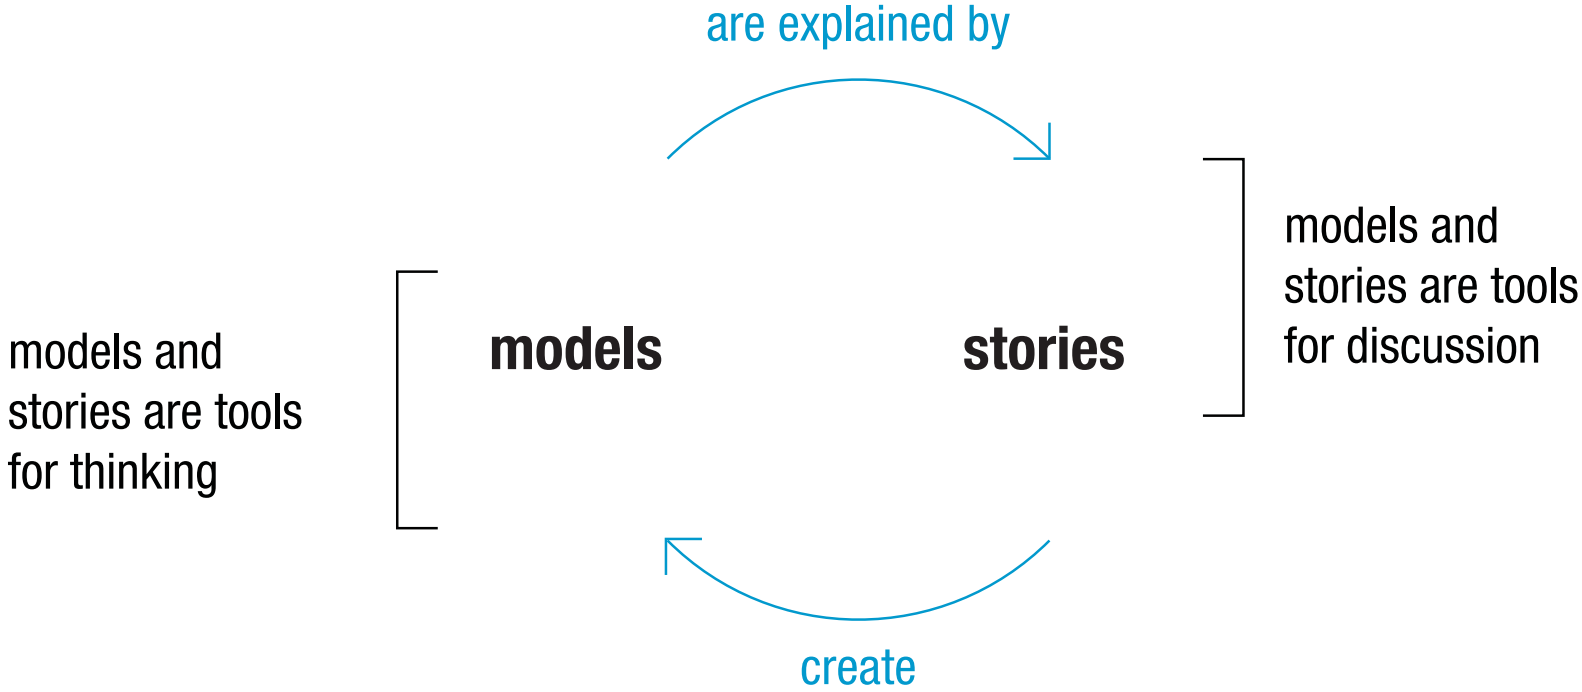 are explained by
models and
stories are tools
for thinking
models
stories
models and
stories are tools
for discussion
create